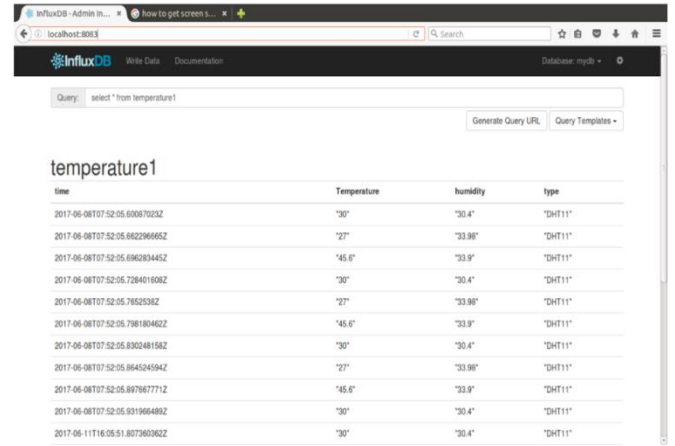 InfluxDB - Admin In... × how to get screen s... ×
localhost:8083 Search
InfluxDB Write Data Documentation Database: mydb
Query: select * from temperature1
Generate Query URL Query Templates
temperature1
time Temperature humidity type
2017-06-08T07:52:05.60087023Z "30" "30.4" "DHT11"
2017-06-08T07:52:05.662296665Z "27" "33.98" "DHT11"
2017-06-08T07:52:05.696283445Z "45.6" "33.9" "DHT11"
2017-06-08T07:52:05.728401608Z "30" "30.4" "DHT11"
2017-06-08T07:52:05.7652538Z "27" "33.98" "DHT11"
2017-06-08T07:52:05.798180462Z "45.6" "33.9" "DHT11"
2017-06-08T07:52:05.830248158Z "30" "30.4" "DHT11"
2017-06-08T07:52:05.864524594Z "27" "33.98" "DHT11"
2017-06-08T07:52:05.897667771Z "45.6" "33.9" "DHT11"
2017-06-08T07:52:05.931966489Z "30" "30.4" "DHT11"
2017-06-11T16:05:51.807360362Z "30" "30.4" "DHT11"